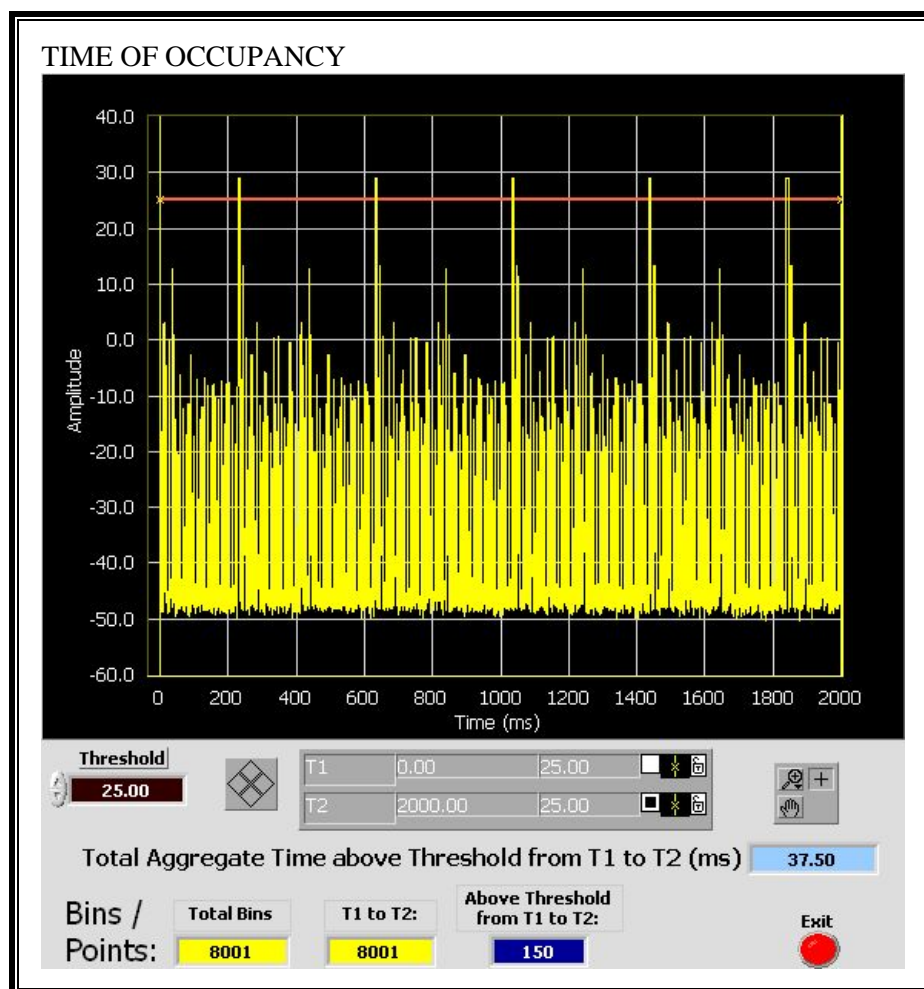 TIME OF OCCUPANCY
40.0
30.0
20.0
10.0
0.0
-10.0
-20.0
-30.0
-40.0
-50.0
-60.0
Amplitude
0 200 400 600 800 1000 1200 1400 1600 1800 2000
Time (ms)
Threshold
25.00
T1 0.00 25.00
T2 2000.00 25.00
Total Aggregate Time above Threshold from T1 to T2 (ms) 37.50
Bins /
Points:
Total Bins
8001
T1 to T2:
8001
Above Threshold
from T1 to T2:
150
Exit